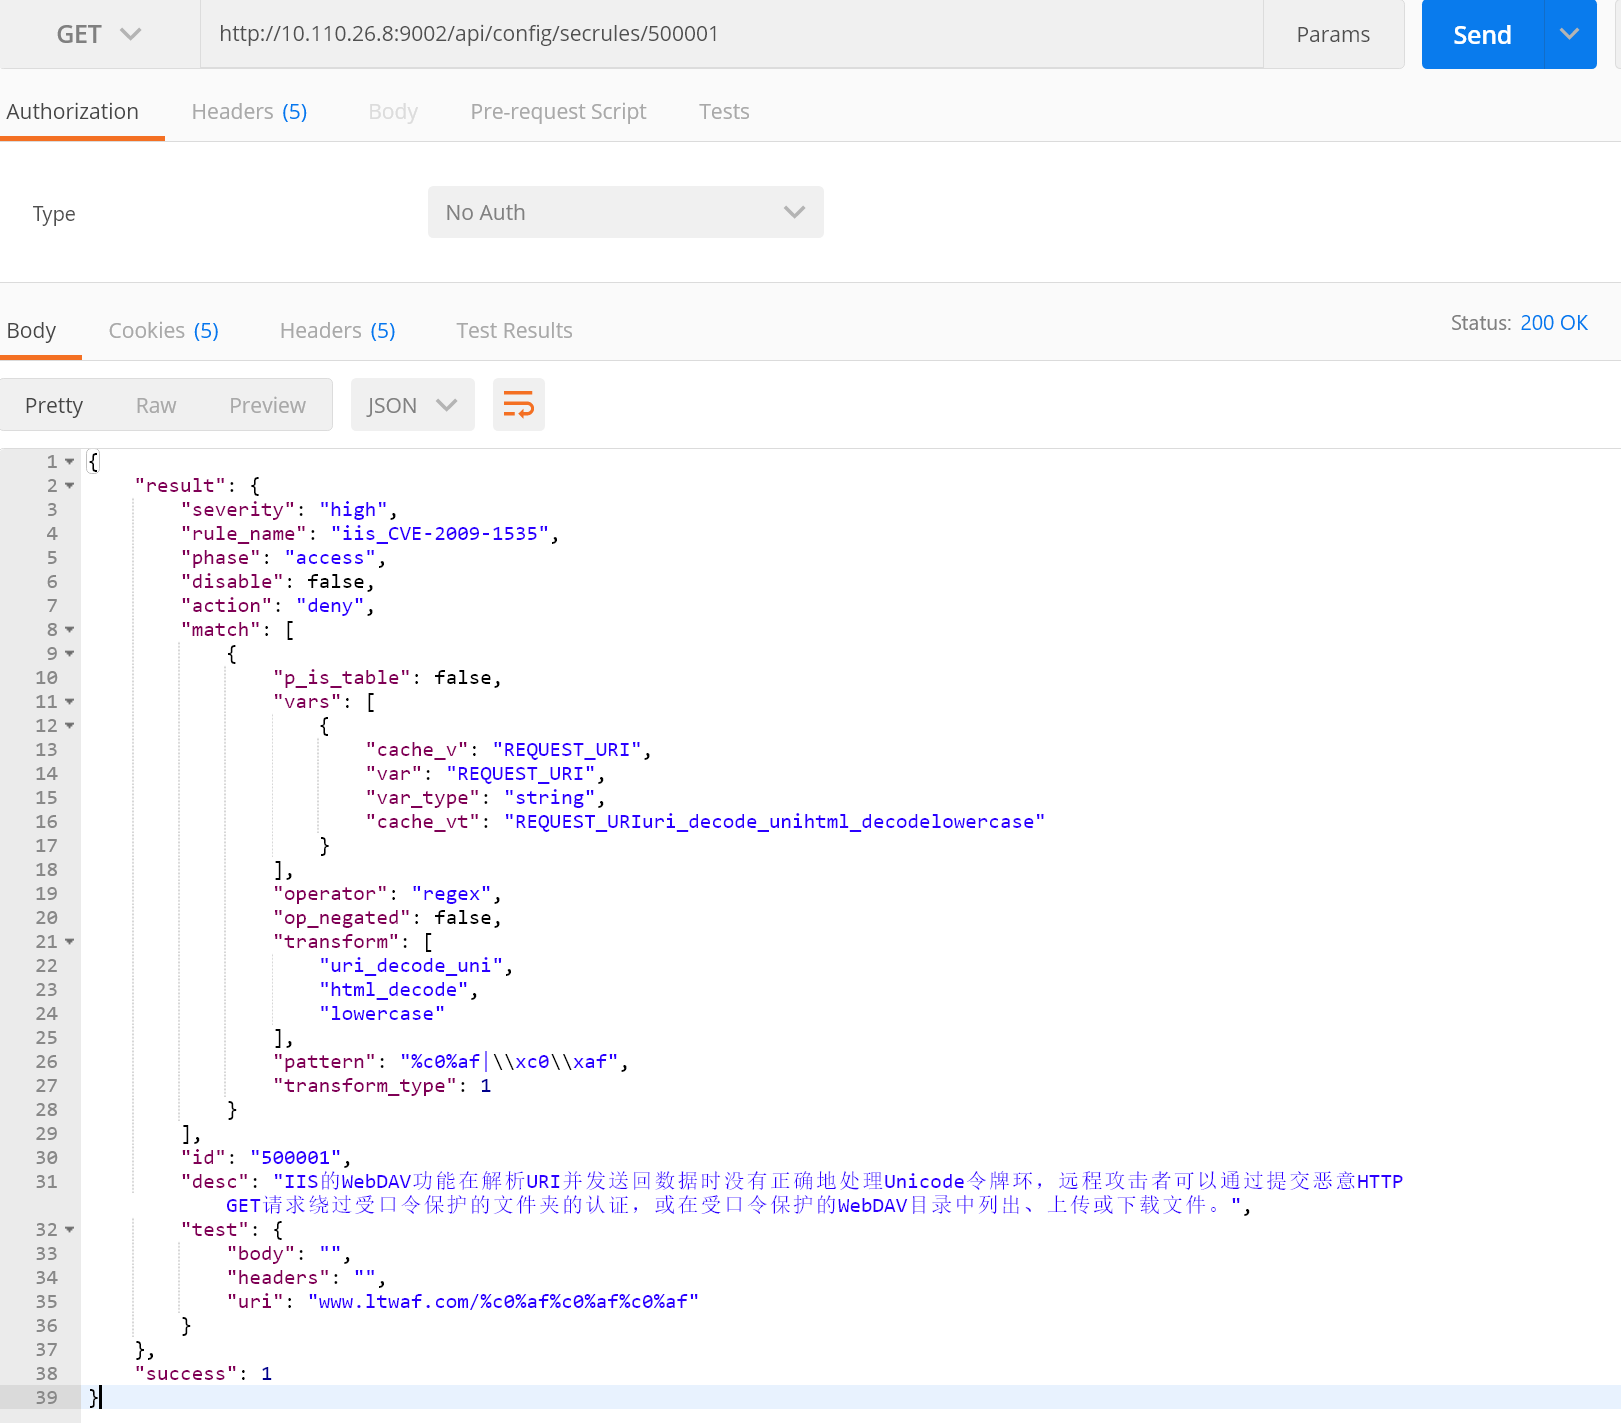 GET http://10.110.26.8:9002/api/config/secrules/500001 Params Send
Authorization Headers (5) Body Pre-request Script Tests
Type No Auth
Body Cookies (5) Headers (5) Test Results Status: 200 OK
Pretty Raw Preview JSON
1 {
2 "result": {
3 "severity": "high",
4 "rule_name": "iis_CVE-2009-1535",
5 "phase": "access",
6 "disable": false,
7 "action": "deny",
8 "match": [
9 {
10 "p_is_table": false,
11 "vars": [
12 {
13 "cache_v": "REQUEST_URI",
14 "var": "REQUEST_URI",
15 "var_type": "string",
16 "cache_vt": "REQUEST_URIuri_decode_unihtml_decodelowercase"
17 }
18 ],
19 "operator": "regex",
20 "op_negated": false,
21 "transform": [
22 "uri_decode_uni",
23 "html_decode",
24 "lowercase"
25 ],
26 "pattern": "%c0%af|\\xc0\\xaf",
27 "transform_type": 1
28 }
29 ],
30 "id": "500001",
31 "desc": "IIS的WebDAV功能在解析URI并发送回数据时没有正确地处理Unicode令牌环，远程攻击者可以通过提交恶意HTTP
GET请求绕过受口令保护的文件夹的认证，或在受口令保护的WebDAV目录中列出、上传或下载文件。",
32 "test": {
33 "body": "",
34 "headers": "",
35 "uri": "www.ltwaf.com/%c0%af%c0%af%c0%af"
36 }
37 },
38 "success": 1
39 }